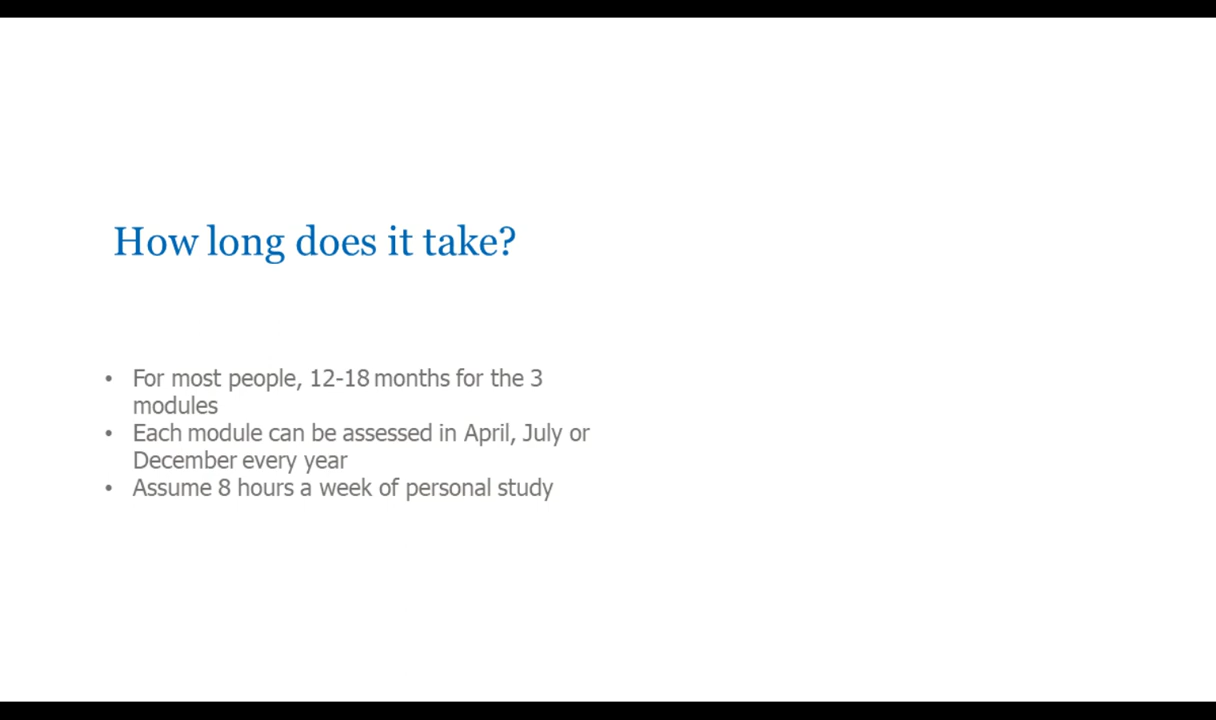 How long does it take?
• For most people, 12-18 months for the 3
modules
• Each module can be assessed in April, July or
December every year
• Assume 8 hours a week of personal study